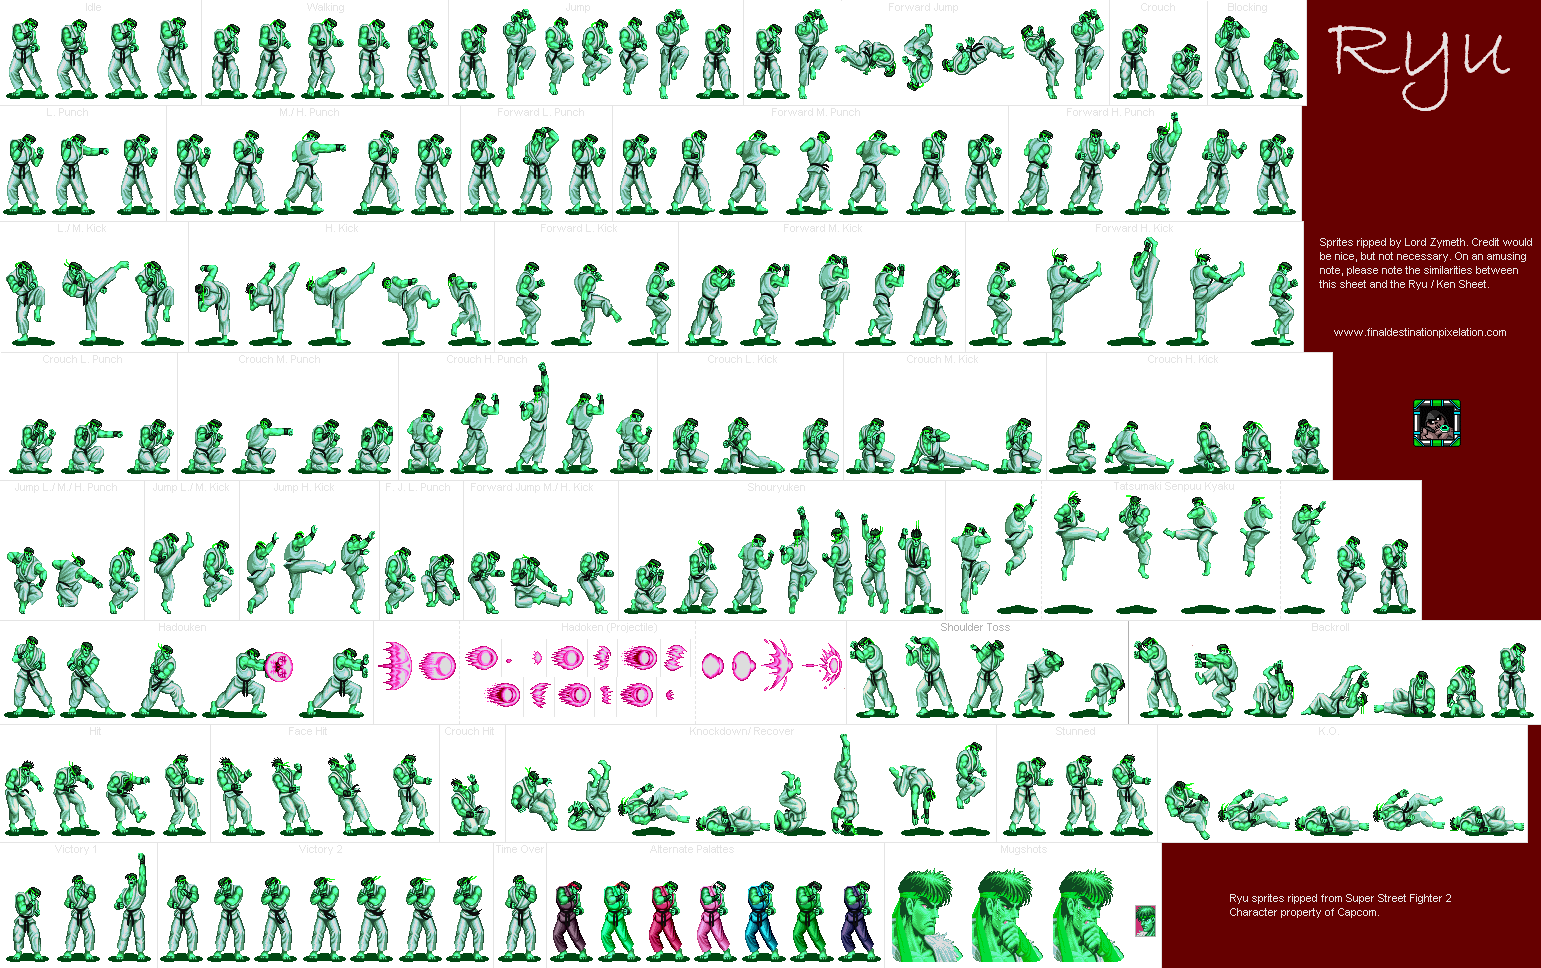 Idle
Walking
Jump
Forward Jump
Crouch
Blocking
Ryu
L. Punch
M./ H. Punch
Forward L. Punch
Forward M. Punch
Forward H. Punch
L./ M. Kick
H. Kick
Forward L. Kick
Forward M. Kick
Forward H. Kick
Sprites ripped by Lord Zymeth. Credit would
be nice, but not necessary. On an amusing
note, please note the similarities between
this sheet and the Ryu / Ken Sheet.
www.finaldestinationpixelation.com
Crouch L. Punch
Crouch M. Punch
Crouch H. Punch
Crouch L. Kick
Crouch M. Kick
Crouch H. Kick
Jump L./ M./ H. Punch
Jump L./ M. Kick
Jump H. Kick
F. J. L. Punch
Forward Jump M./ H. Kick
Shouryuken
Tatsumaki Senpuu Kyaku
Hadouken
Hadoken (Projectile)
Shoulder Toss
Backroll
Hit
Face Hit
Crouch Hit
Knockdown/ Recover
Stunned
K.O.
Victory 1
Victory 2
Time Over
Alternate Palattes
Mugshots
Ryu sprites ripped from Super Street Fighter 2
Character property of Capcom.